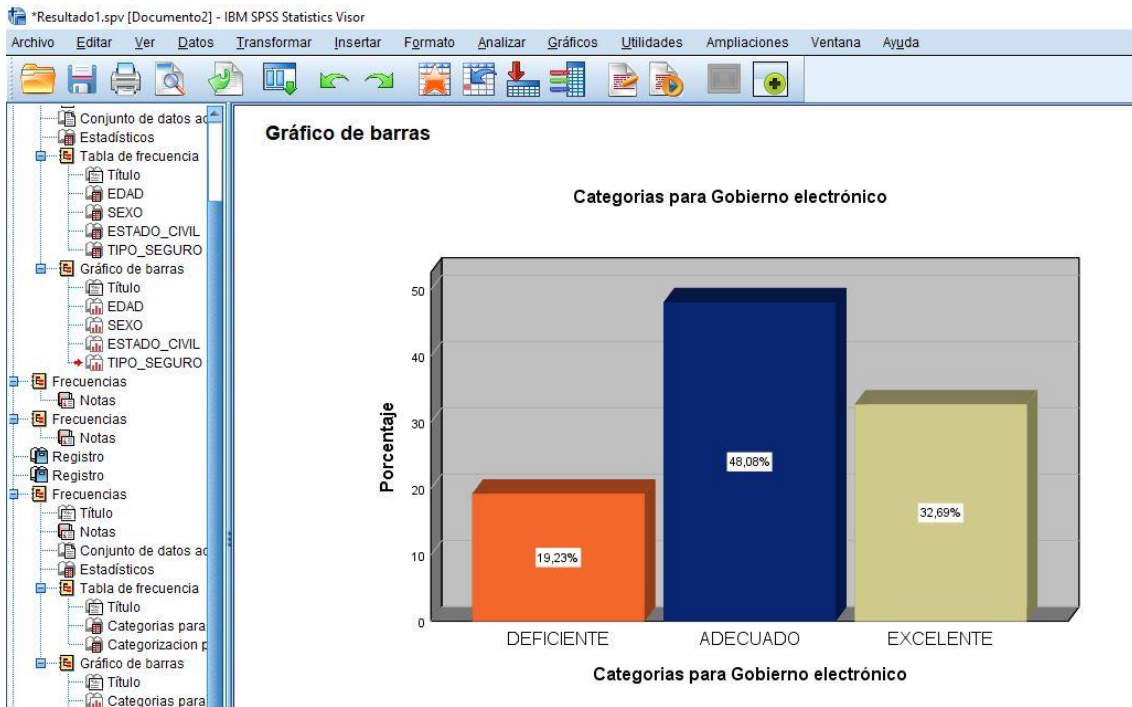 *Resultado1.spv [Documento2] - IBM SPSS Statistics Visor
Archivo Editar Ver Datos Transformar Insertar Formato Analizar Gráficos Utilidades Ampliaciones Ventana Ayuda
Conjunto de datos ac
Estadísticos
Tabla de frecuencia
Título
EDAD
SEXO
ESTADO_CIVIL
TIPO_SEGURO
Gráfico de barras
Título
EDAD
SEXO
ESTADO_CIVIL
TIPO_SEGURO
Frecuencias
Notas
Frecuencias
Notas
Registro
Registro
Frecuencias
Título
Notas
Conjunto de datos ac
Estadísticos
Tabla de frecuencia
Título
Categorias para
Categorizacion p
Gráfico de barras
Título
Categorias para
Gráfico de barras
Categorias para Gobierno electrónico
Porcentaje
50
40
30
20
10
0
19,23%
48,08%
32,69%
DEFICIENTE ADECUADO EXCELENTE
Categorias para Gobierno electrónico